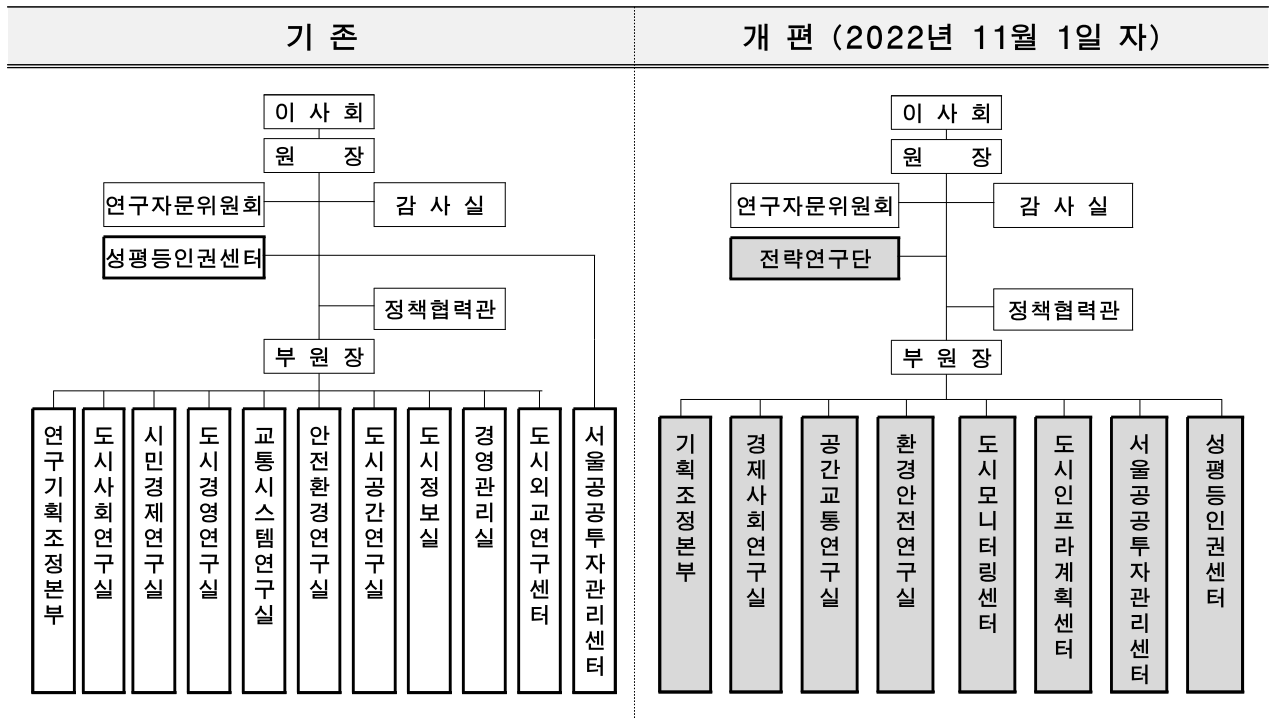 기 존
개 편 (2022년 11월 1일 자)
이 사 회
원 장
연구자문위원회
감 사 실
성평등인권센터
정책협력관
부 원 장
연구기획조정본부
도시사회연구실
시민경제연구실
도시경영연구실
교통시스템연구실
안전환경연구실
도시공간연구실
도시정보실
경영관리실
도시외교연구센터
서울공공투자관리센터
이 사 회
원 장
연구자문위원회
감 사 실
전략연구단
정책협력관
부 원 장
기획조정본부
경제사회연구실
공간교통연구실
환경안전연구실
도시모니터링센터
도시인프라계획센터
서울공공투자관리센터
성평등인권센터